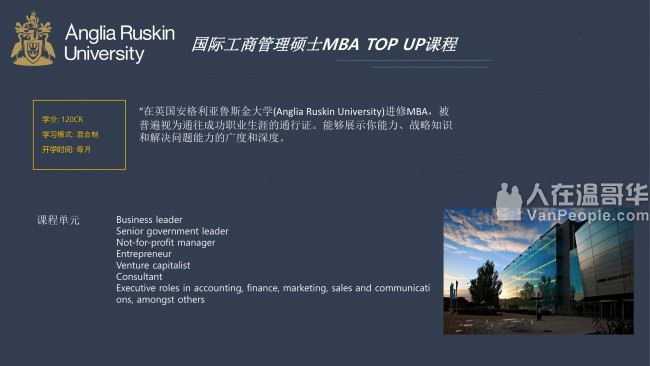 Anglia Ruskin
University
国际工商管理硕士MBA TOP UP课程
学分: 120CR
学习模式: 混合制
开学时间: 每月
“在英国安格利亚鲁斯金大学(Anglia Ruskin University)进修MBA，被
普遍视为通往成功职业生涯的通行证。能够展示你能力、战略知识
和解决问题能力的广度和深度。
人在温哥华
VanPeople.com
课程单元
Business leader
Senior government leader
Not-for-profit manager
Entrepreneur
Venture capitalist
Consultant
Executive roles in accounting, finance, marketing, sales and communicati
ons, amongst others